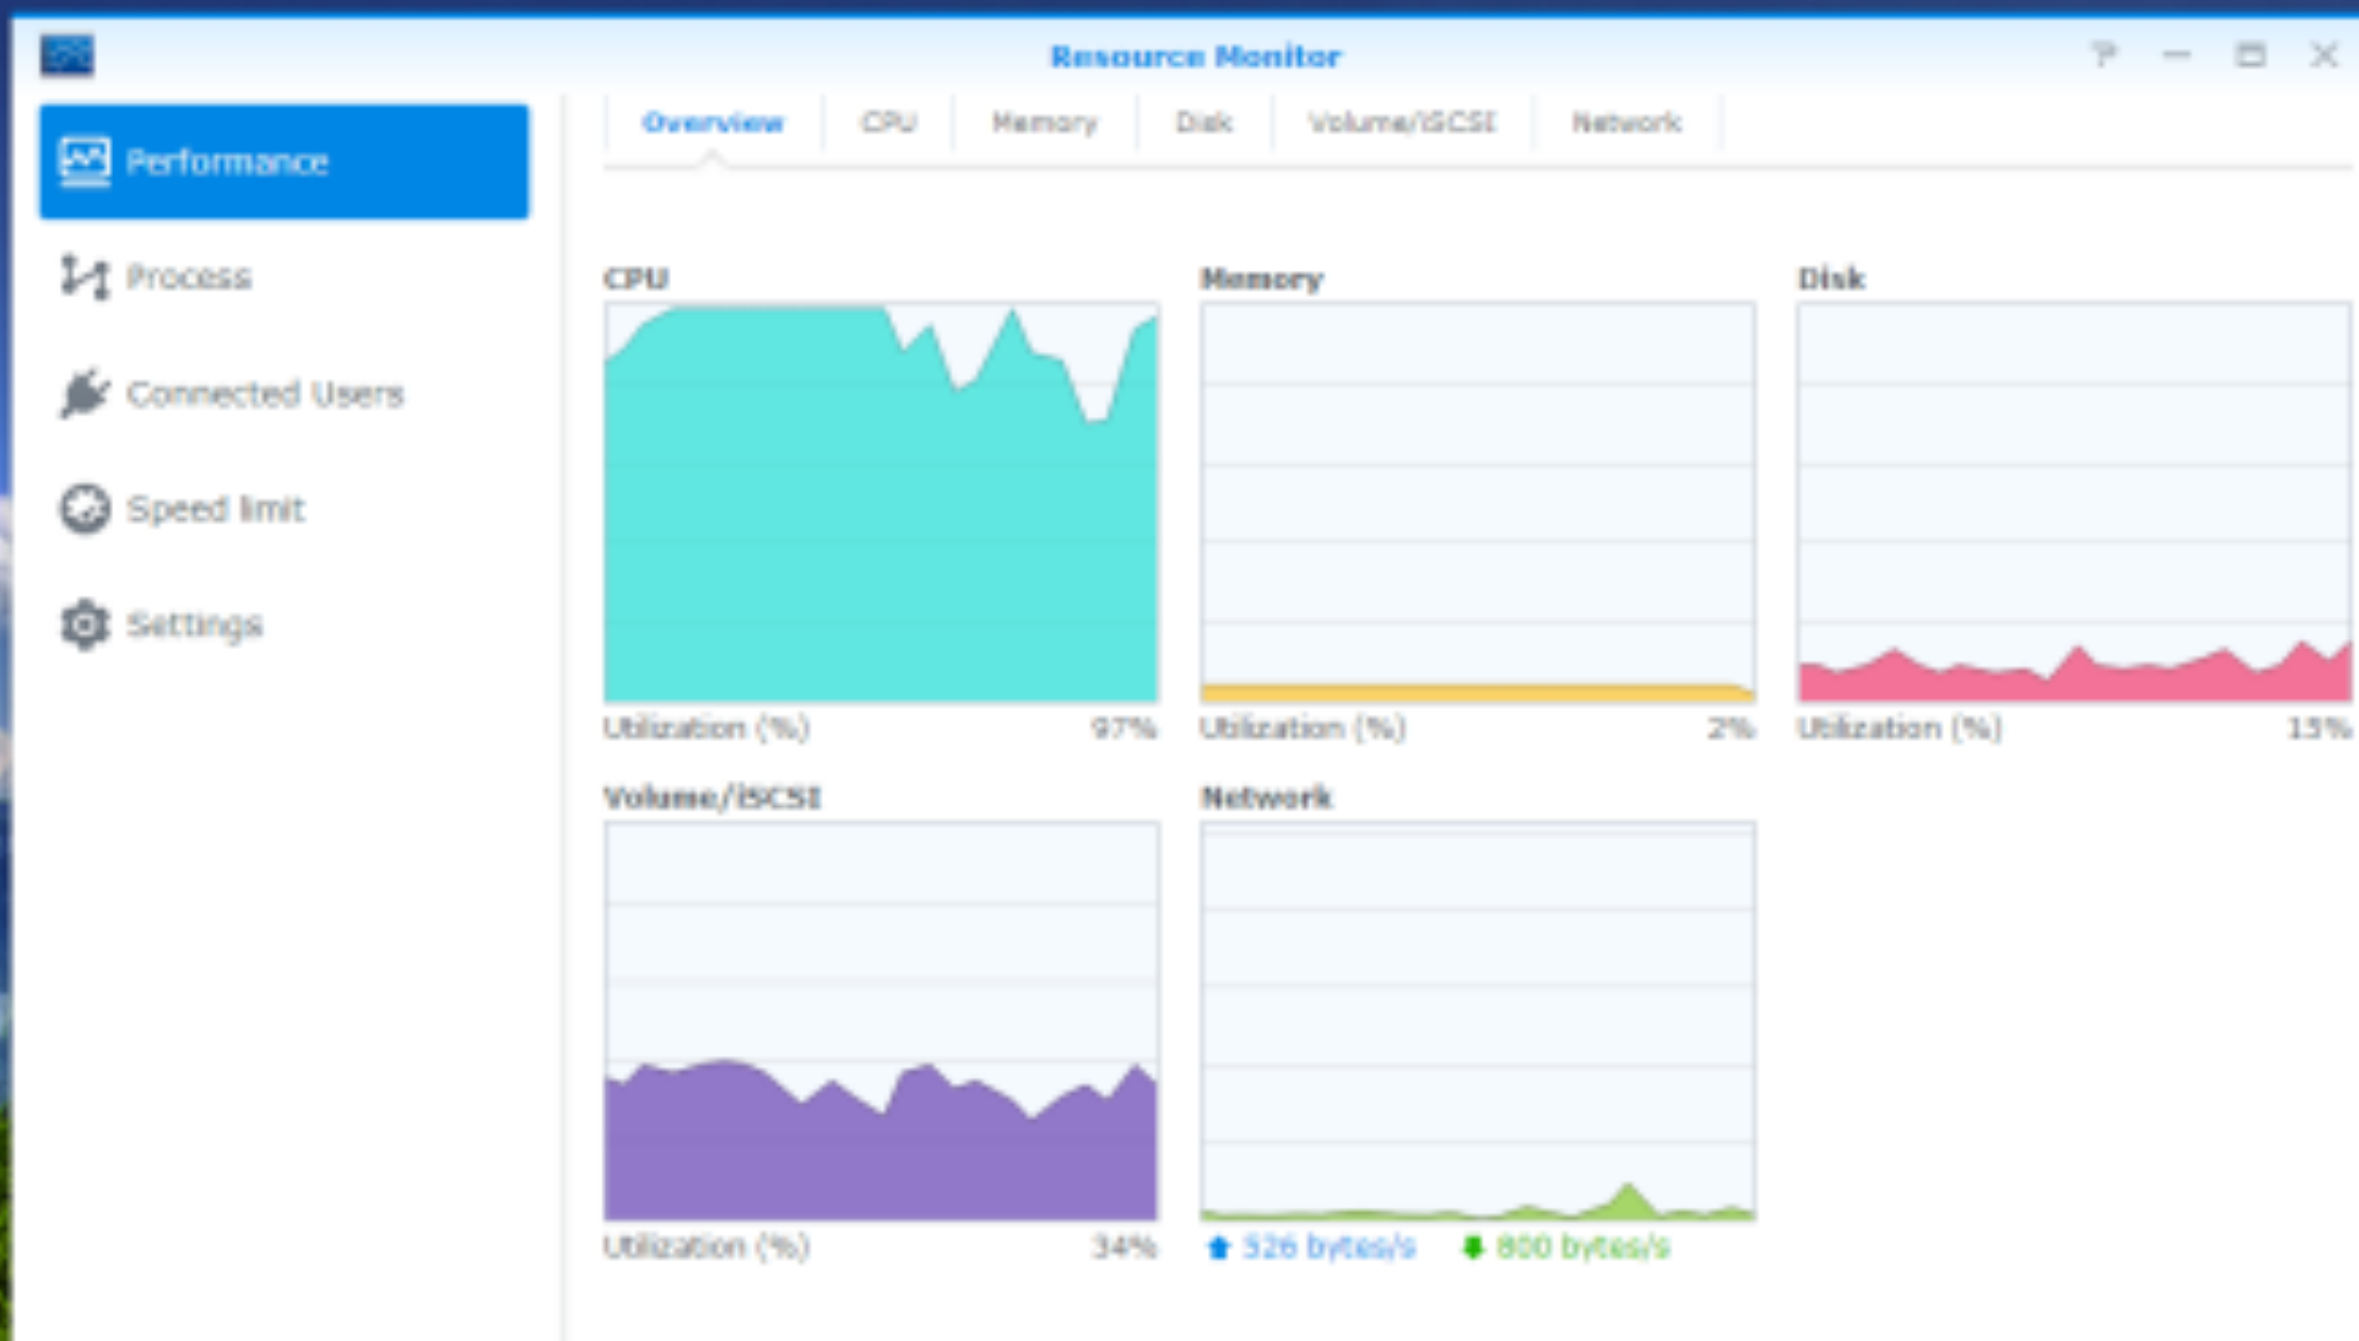 Resource Monitor
Performance
Process
Connected Users
Speed limit
Settings
Overview CPU Memory Disk Volume/iSCSI Network
CPU Memory Disk
Utilization (%) 97% Utilization (%) 2% Utilization (%) 15%
Volume/iSCSI Network
Utilization (%) 34% 526 bytes/s 800 bytes/s